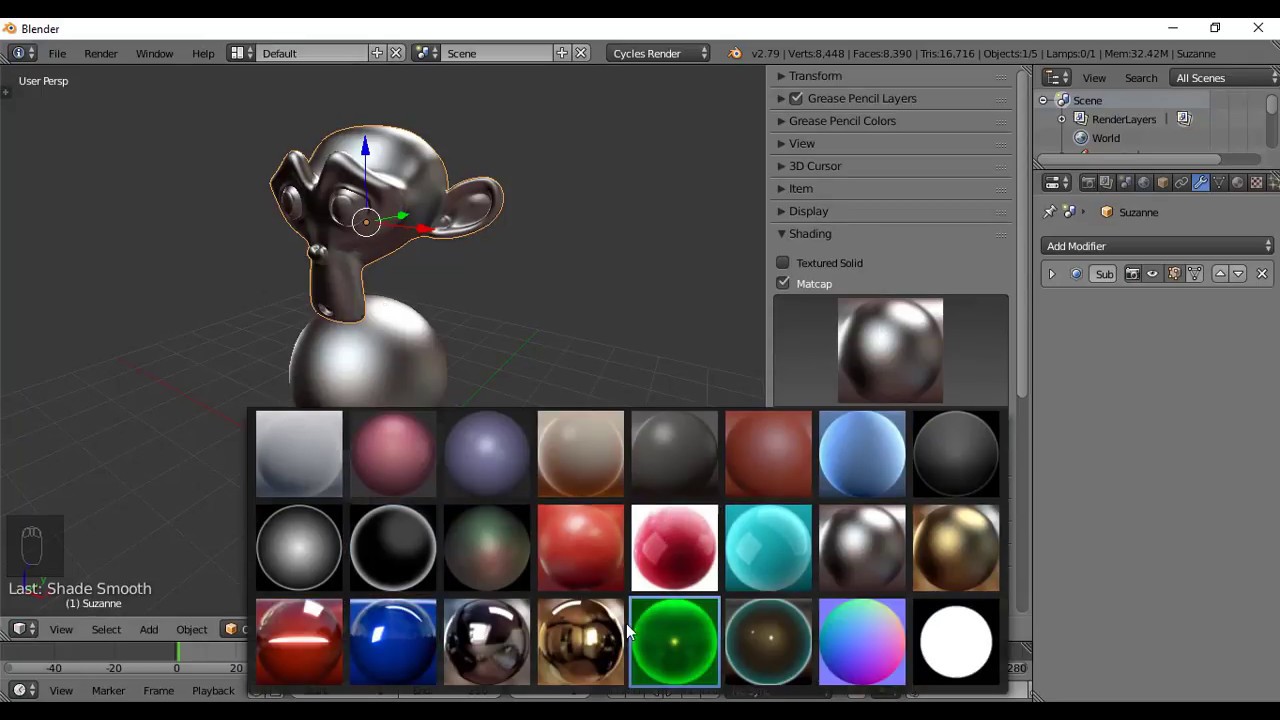 Blender
File Render Window Help Default Scene Cycles Render v2.79 | Verts:8,448 | Faces:8,390 | Tris:16,716 | Objects:1/5 | Lamps:0/1 | Mem:32.42M | Suzanne
User Persp
Transform
Grease Pencil Layers
Grease Pencil Colors
View
3D Cursor
Item
Display
Shading
Textured Solid
Matcap
View Search All Scenes
Scene
RenderLayers
World
Suzanne
Add Modifier
Sub
Last: Shade Smooth
(1) Suzanne
View Select Add Object
-40 -20 0 280
View Marker Frame Playback